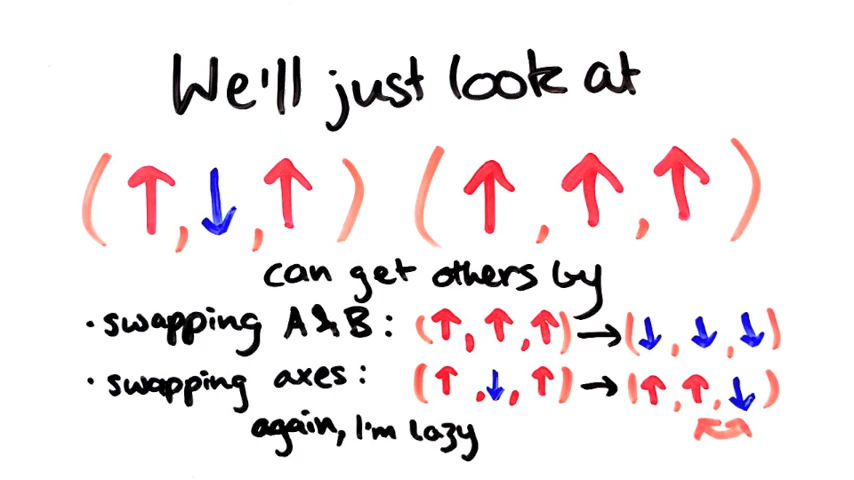 We'll just look at
(↑, ↓, ↑) (↑, ↑, ↑)
can get others by
· swapping A & B: (↑, ↑, ↑) → (↓, ↓, ↓)
· swapping axes: (↑, ↓, ↑) → (↑, ↑, ↓)
again, I'm lazy